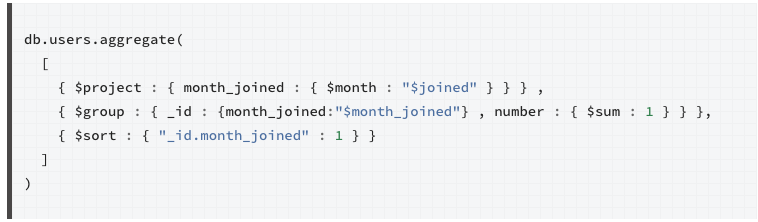 db.users.aggregate(
[
{ $project : { month_joined : { $month : "$joined" } } } ,
{ $group : { _id : {month_joined:"$month_joined"} , number : { $sum : 1 } } },
{ $sort : { "_id.month_joined" : 1 } }
]
)